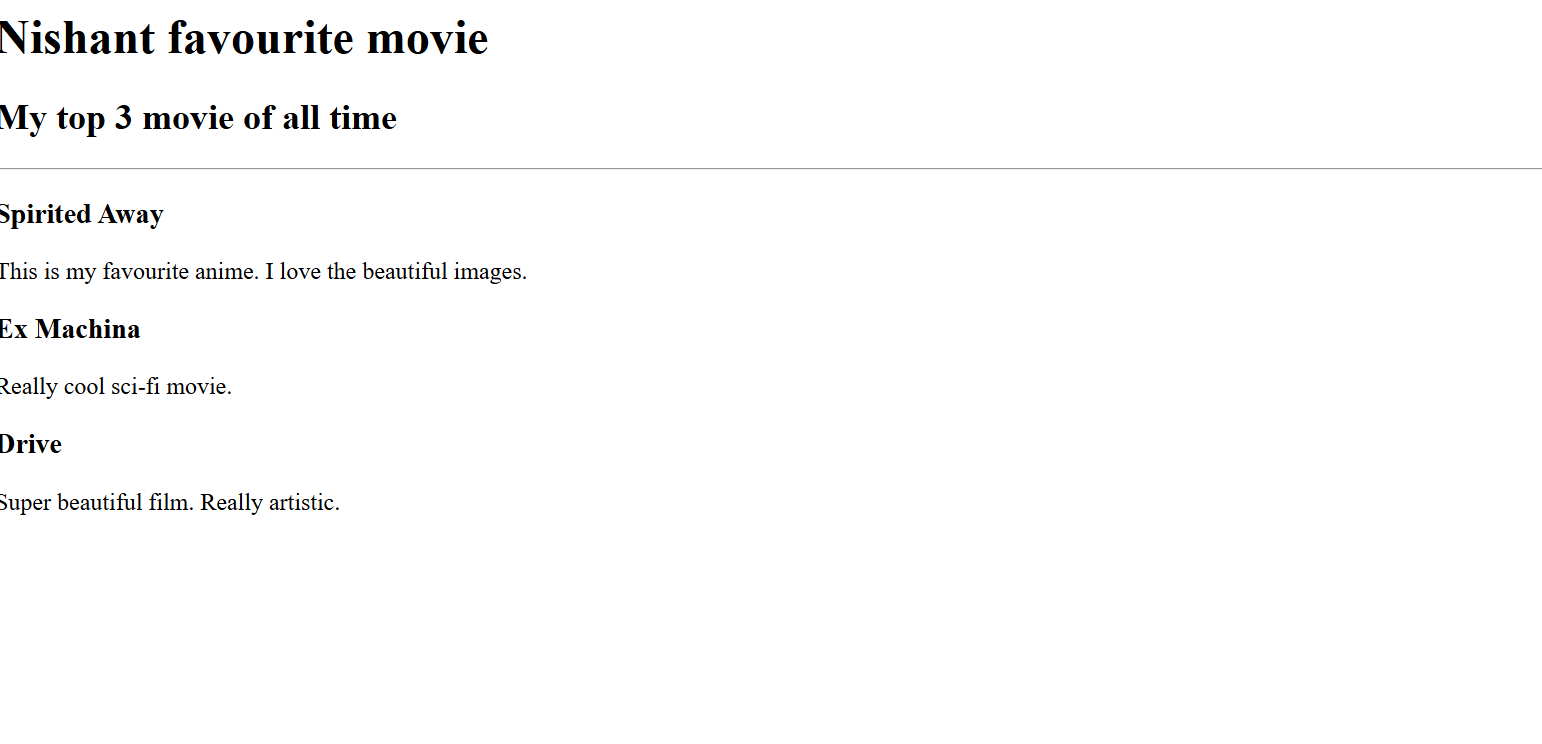 Nishant favourite movie
My top 3 movie of all time
Spirited Away
This is my favourite anime. I love the beautiful images.
Ex Machina
Really cool sci-fi movie.
Drive
Super beautiful film. Really artistic.